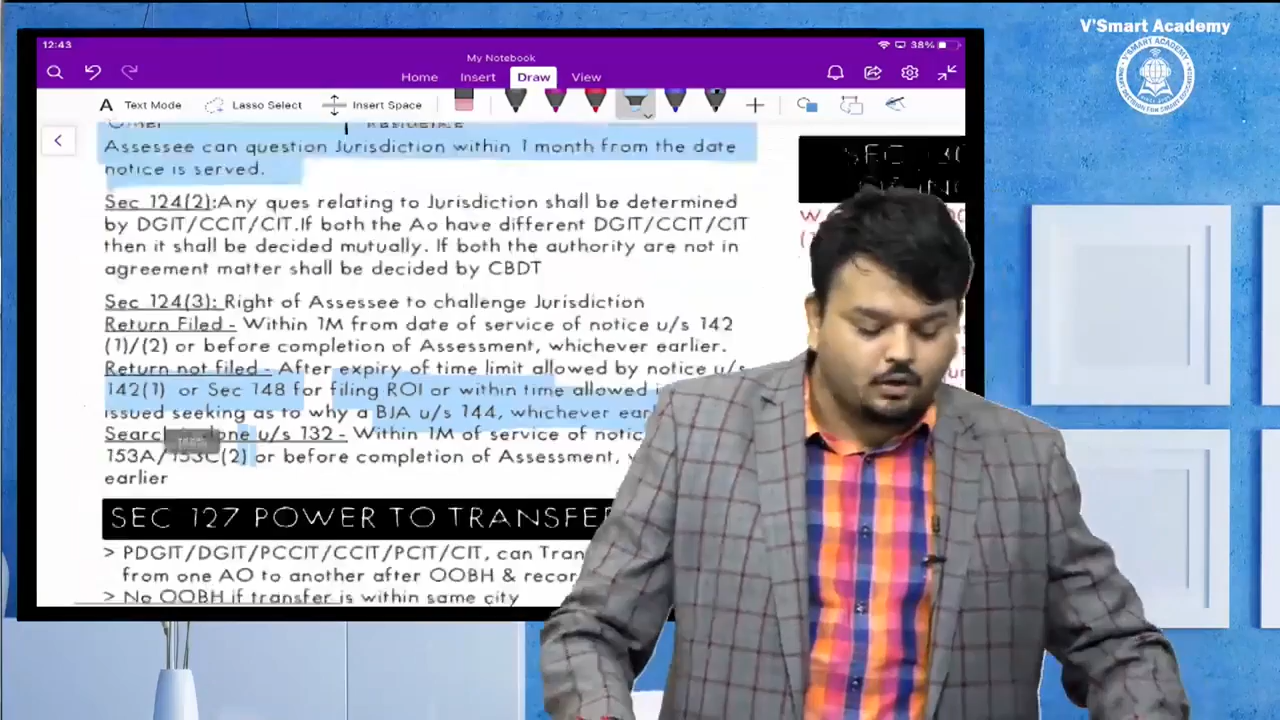 V'Smart Academy
12:43
38%
My Notebook
Home Insert Draw View
A Text Mode Lasso Select Insert Space
Other Residence
Assessee can question Jurisdiction within 1 month from the date
notice is served.
Sec 124(2):Any ques relating to Jurisdiction shall be determined
by DGIT/CCIT/CIT.If both the Ao have different DGIT/CCIT/CIT
then it shall be decided mutually. If both the authority are not in
agreement matter shall be decided by CBDT
Sec 124(3): Right of Assessee to challenge Jurisdiction
Return Filed - Within 1M from date of service of notice u/s 142
(1)/(2) or before completion of Assessment, whichever earlier.
Return not filed - After expiry of time limit allowed by notice u/s
142(1) or Sec 148 for filing ROI or within time allowed
issued seeking as to why a BJA u/s 144, whichever
u/s 132 - Within 1M of service of
153A/153C(2) or before completion of Assessment,
earlier
SEC 127 POWER TO TRANSFER
> PDGIT/DGIT/PCCIT/CCIT/PCIT/CIT, can
from one AO to another after OOBH &
> No OOBH if transfer is within same city